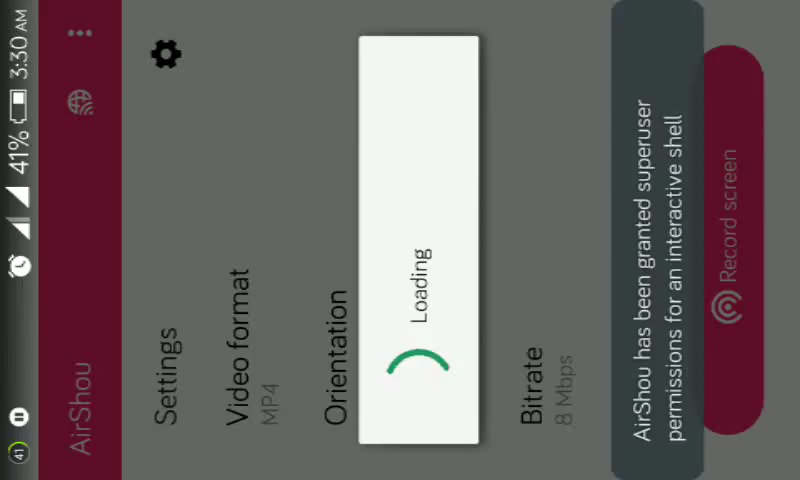 41
41% 3:30 AM
AirShou
Settings
Video format
MP4
Orientation
Loading
Bitrate
8 Mbps
AirShou has been granted superuser
permissions for an interactive shell
Record screen